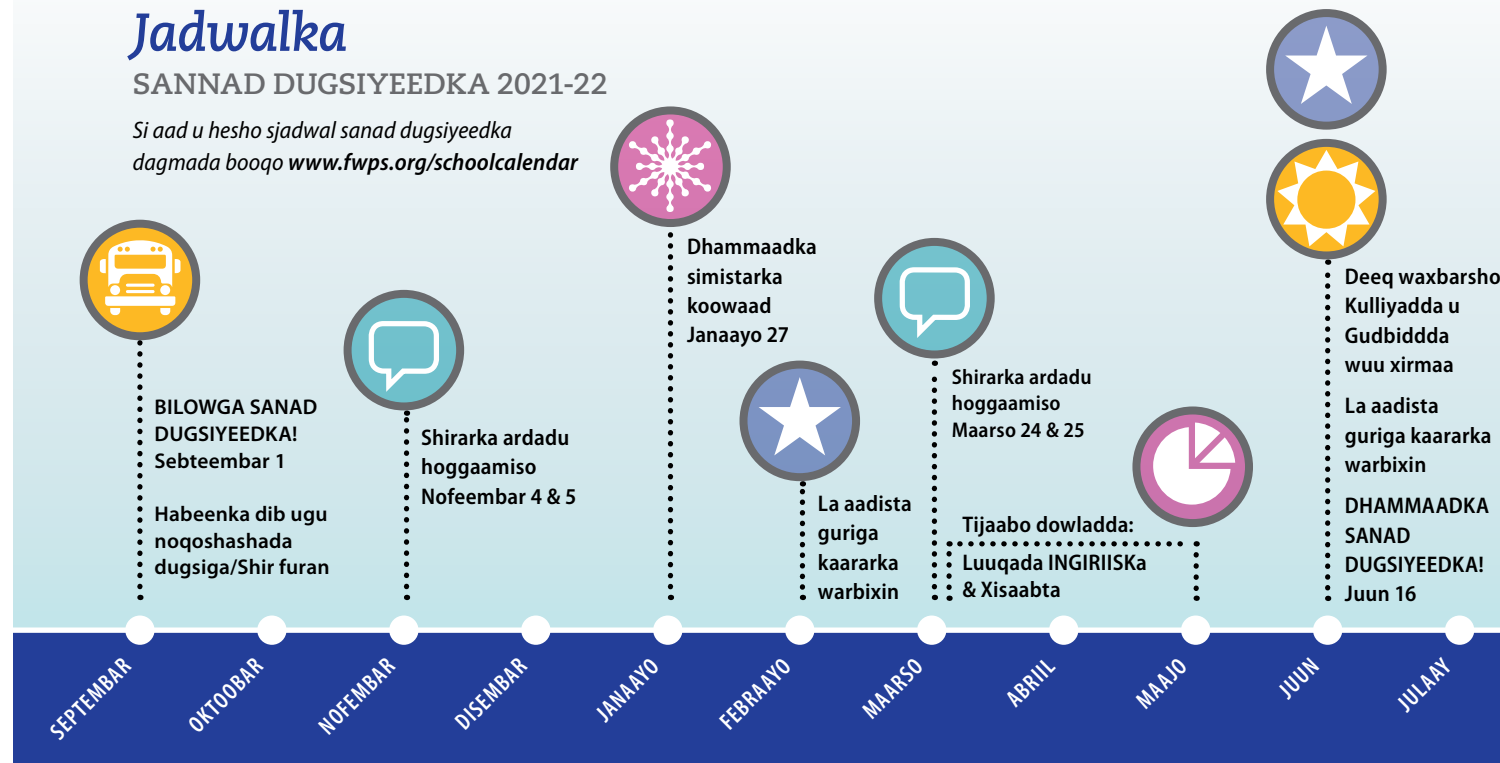 Jadwalka
SANNAD DUGSIYEEDKA 2021-22
Si aad u hesho sjadwal sanad dugsiyeedka
dagmada booqo www.fwps.org/schoolcalendar
BILOWGA SANAD
DUGSIYEEDKA!
Sebteembar 1
Habeenka dib ugu
noqoshashada
dugsiga/Shir furan
Shirarka ardadu
hoggaamiso
Nofeembar 4 & 5
Dhammaadka
simistarka
koowaad
Janaayo 27
La aadista
guriga
kaararka
warbixin
Shirarka ardadu
hoggaamiso
Maarso 24 & 25
Tijaabo dowladda:
Luuqada INGIRIISKa
& Xisaabta
Deeq waxbarsho
Kulliyadda u
Gudbiddda
wuu xirmaa
La aadista
guriga kaararka
warbixin
DHAMMAADKA
SANAD
DUGSIYEEDKA!
Juun 16
SEPTEMBAR
OKTOOBAR
NOFEMBAR
DISEMBAR
JANAAYO
FEBRAAYO
MAARSO
ABRIIL
MAAJO
JUUN
JULAAY